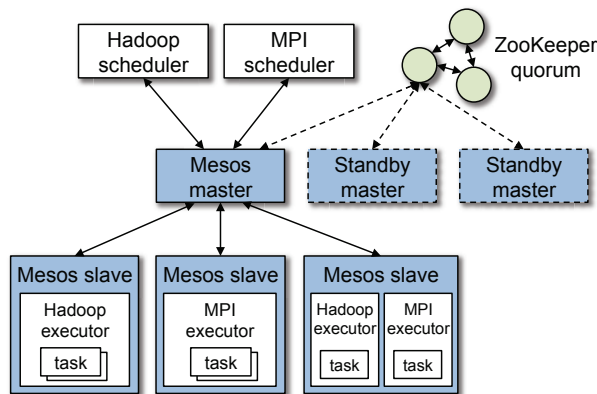 Hadoop
scheduler
MPI
scheduler
ZooKeeper
quorum
Mesos
master
Standby
master
Standby
master
Mesos slave
Hadoop
executor
task
Mesos slave
MPI
executor
task
Mesos slave
Hadoop
executor
task
MPI
executor
task